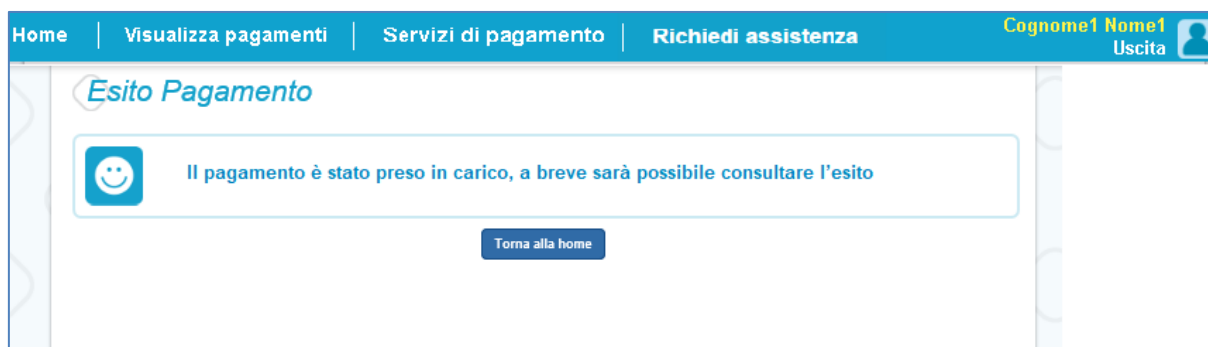 Home | Visualizza pagamenti | Servizi di pagamento | Richiedi assistenza
Cognome1 Nome1
Uscita
Esito Pagamento
Il pagamento è stato preso in carico, a breve sarà possibile consultare l'esito
Torna alla home